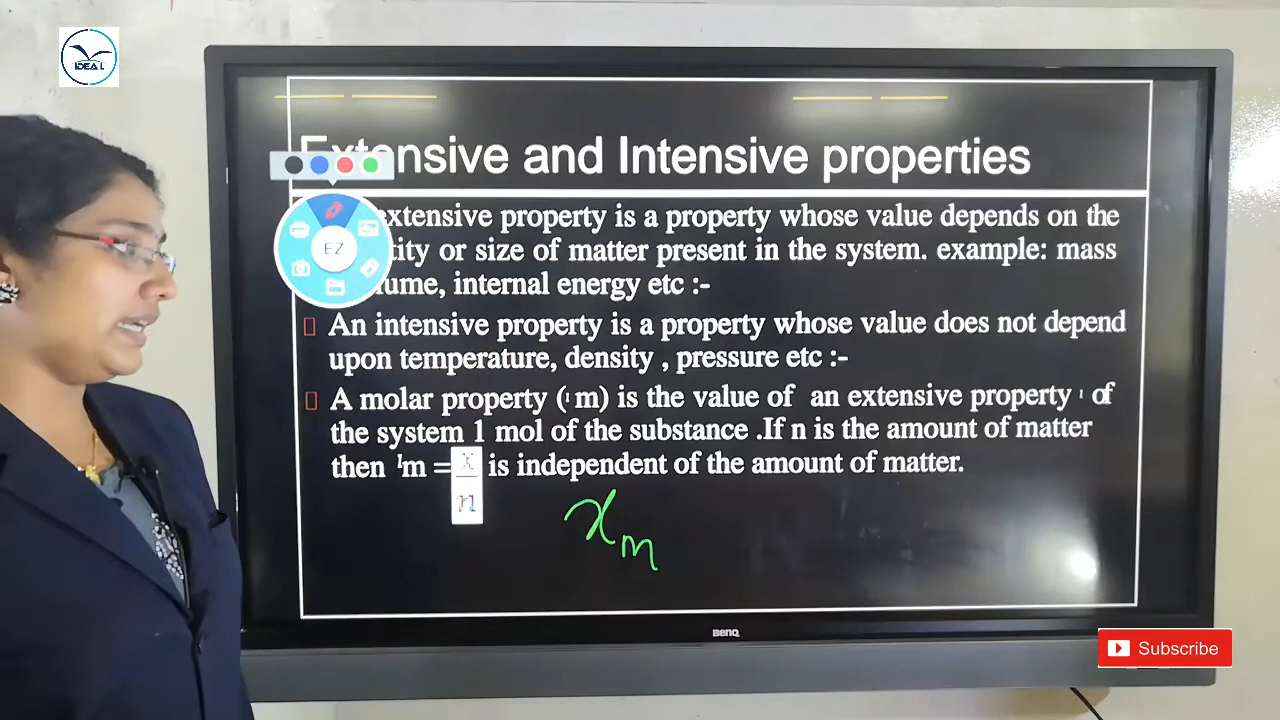 IDEAL
Extensive and Intensive properties
extensive property is a property whose value depends on the
EZ
tity or size of matter present in the system. example: mass
lume, internal energy etc :-
An intensive property is a property whose value does not depend
upon temperature, density , pressure etc :-
A molar property ( m) is the value of an extensive property of
the system 1 mol of the substance .If n is the amount of matter
then m = x/n is independent of the amount of matter.
xm
BenQ
Subscribe